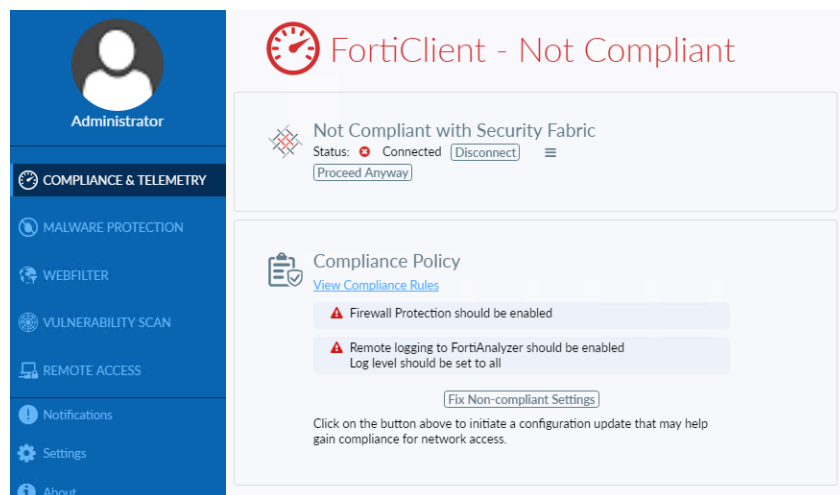 Administrator
COMPLIANCE & TELEMETRY
MALWARE PROTECTION
WEBFILTER
VULNERABILITY SCAN
REMOTE ACCESS
Notifications
Settings
About
FortiClient - Not Compliant
Not Compliant with Security Fabric
Status: Connected Disconnect
Proceed Anyway
Compliance Policy
View Compliance Rules
Firewall Protection should be enabled
Remote logging to FortiAnalyzer should be enabled
Log level should be set to all
Fix Non-compliant Settings
Click on the button above to initiate a configuration update that may help
gain compliance for network access.